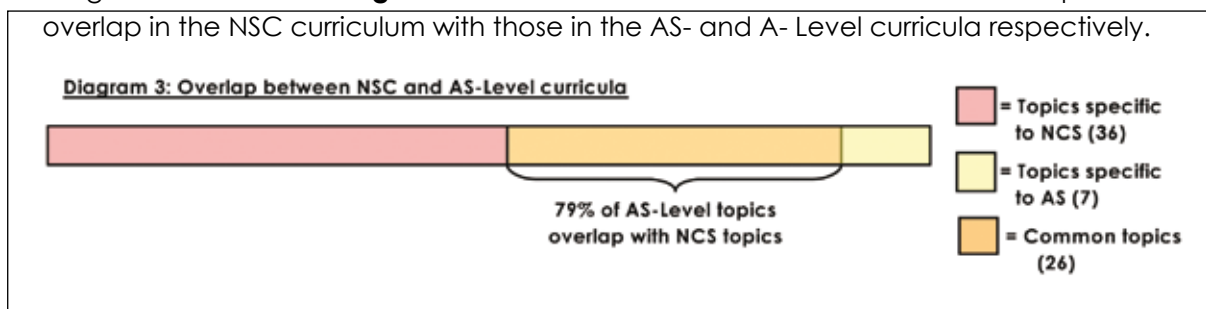 overlap in the NSC curriculum with those in the AS- and A- Level curricula respectively.
Diagram 3: Overlap between NSC and AS-Level curricula
79% of AS-Level topics
overlap with NCS topics
= Topics specific
to NCS (36)
= Topics specific
to AS (7)
= Common topics
(26)